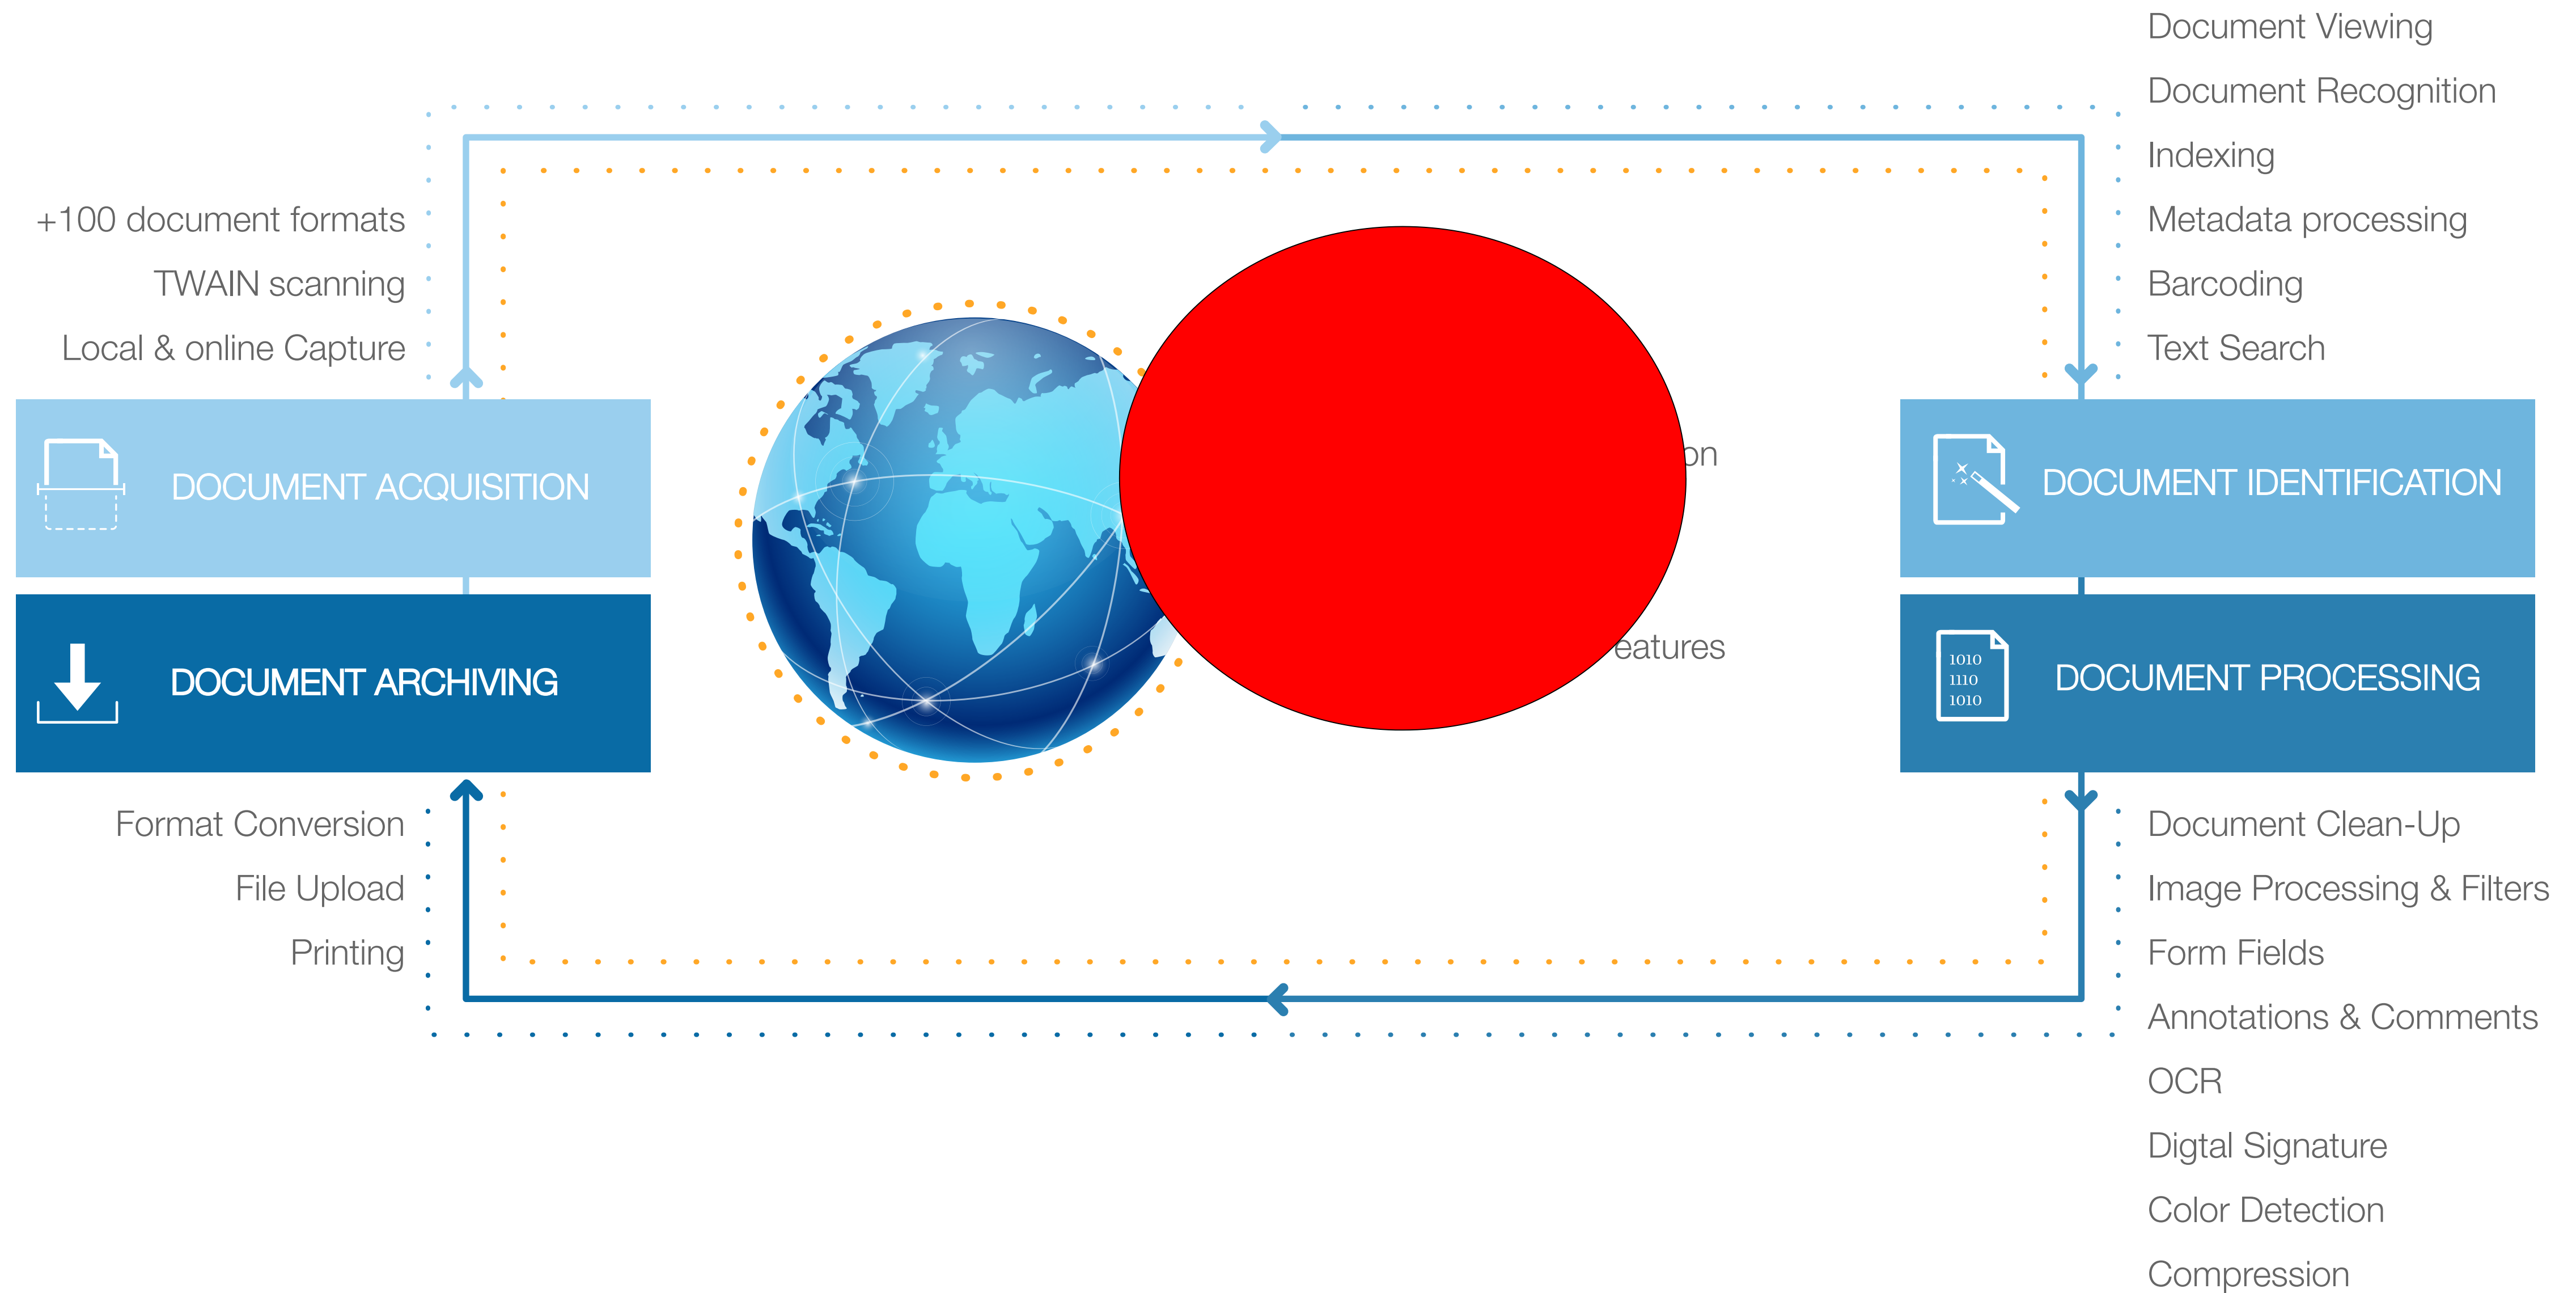 Document Viewing
Document Recognition
Indexing
Metadata processing
Barcoding
Text Search
+100 document formats
TWAIN scanning
Local & online Capture
DOCUMENT ACQUISITION
DOCUMENT IDENTIFICATION
DOCUMENT ARCHIVING
DOCUMENT PROCESSING
1010
1110
1010
Format Conversion
File Upload
Printing
Document Clean-Up
Image Processing & Filters
Form Fields
Annotations & Comments
OCR
Digtal Signature
Color Detection
Compression